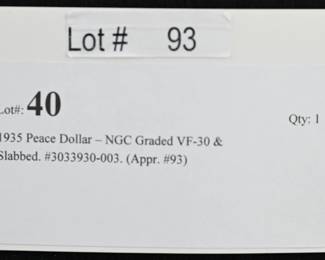 Lot # 93
Lot#: 40
Qty: 1
1935 Peace Dollar – NGC Graded VF-30 &
Slabbed. #3033930-003. (Appr. #93)